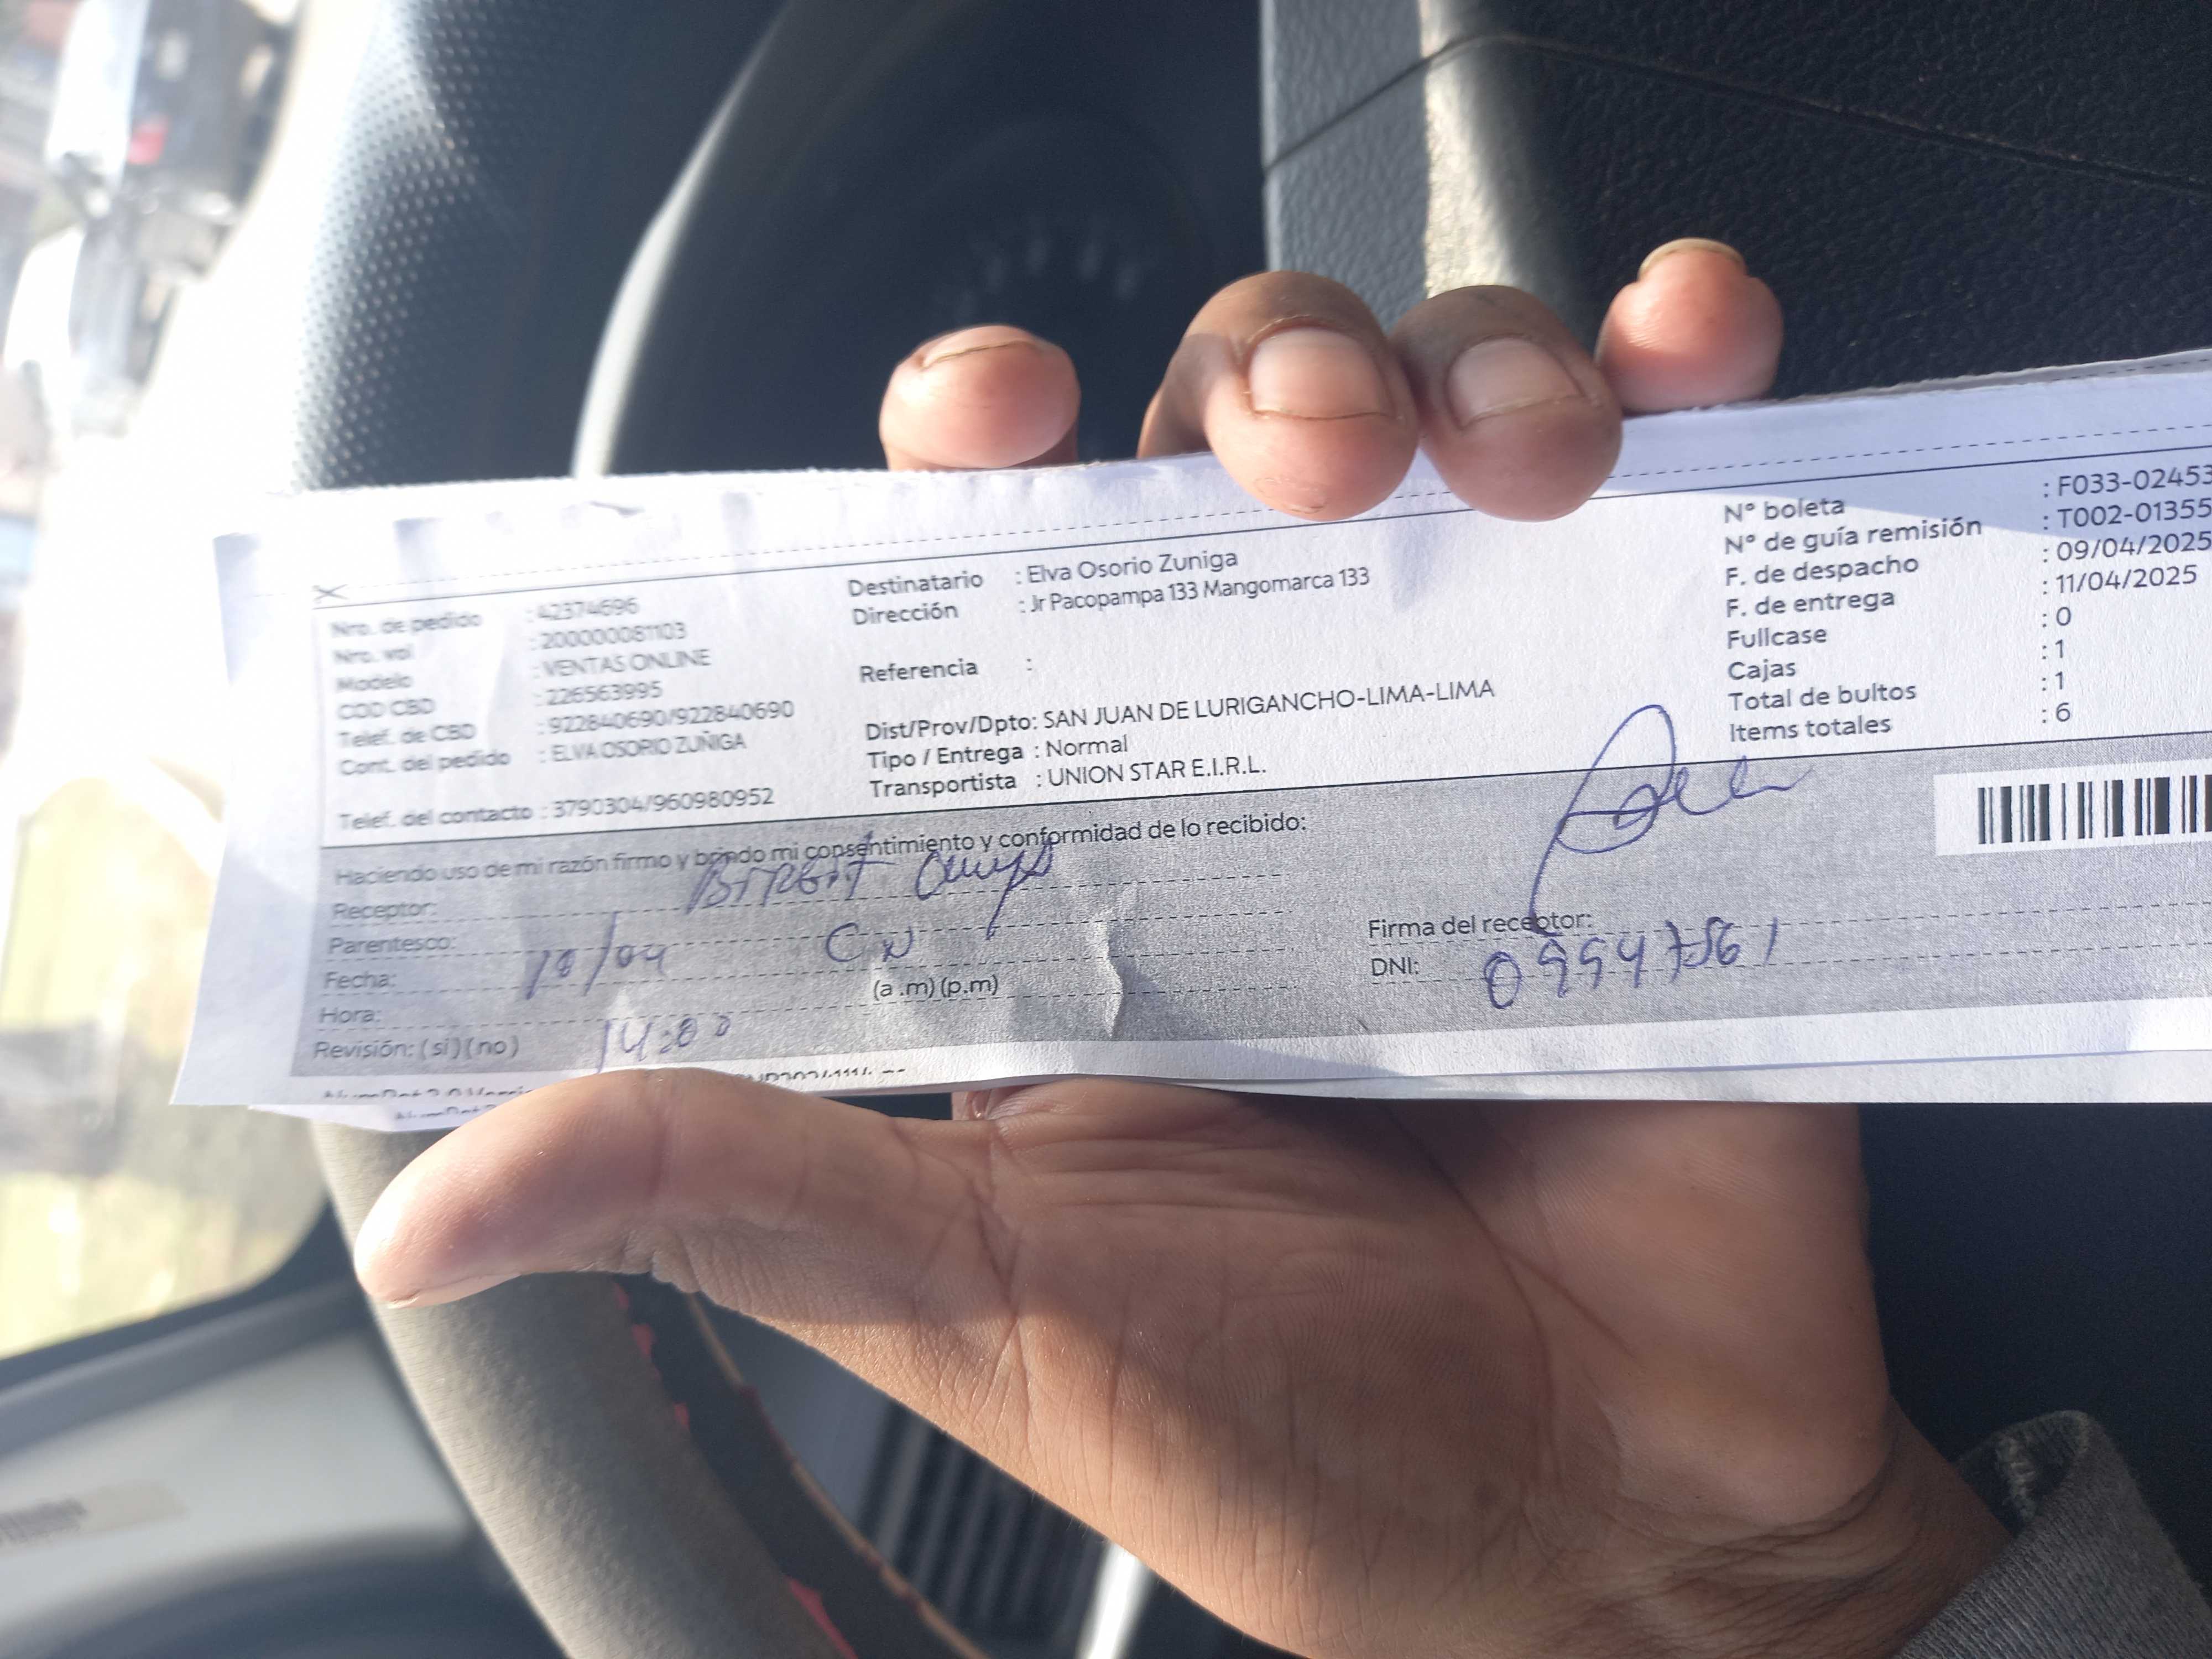 Nro. de pedido : 42374696
Nro. vol : 200000081103
Modelo : VENTAS ONLINE
COD CBD : 226563995
Telef. de CBD : 922840690/922840690
Cont. del pedido : ELVA OSORIO ZUÑIGA
Telef. del contacto : 3790304/960980952
Destinatario : Elva Osorio Zuniga
Dirección : Jr Pacopampa 133 Mangomarca 133
Referencia :
Dist/Prov/Dpto: SAN JUAN DE LURIGANCHO-LIMA-LIMA
Tipo / Entrega : Normal
Transportista : UNION STAR E.I.R.L.
N° boleta : F033-02453
N° de guía remisión : T002-01355
F. de despacho : 09/04/2025
F. de entrega : 11/04/2025
Fullcase : 0
Cajas : 1
Total de bultos : 1
Items totales : 6
Haciendo uso de mi razón firmo y brindo mi consentimiento y conformidad de lo recibido:
Receptor:
Parentesco:
Fecha: 10/04
Hora: (a.m)(p.m)
Revisión: (si)(no) 14:00
Firma del receptor:
DNI: 09947561